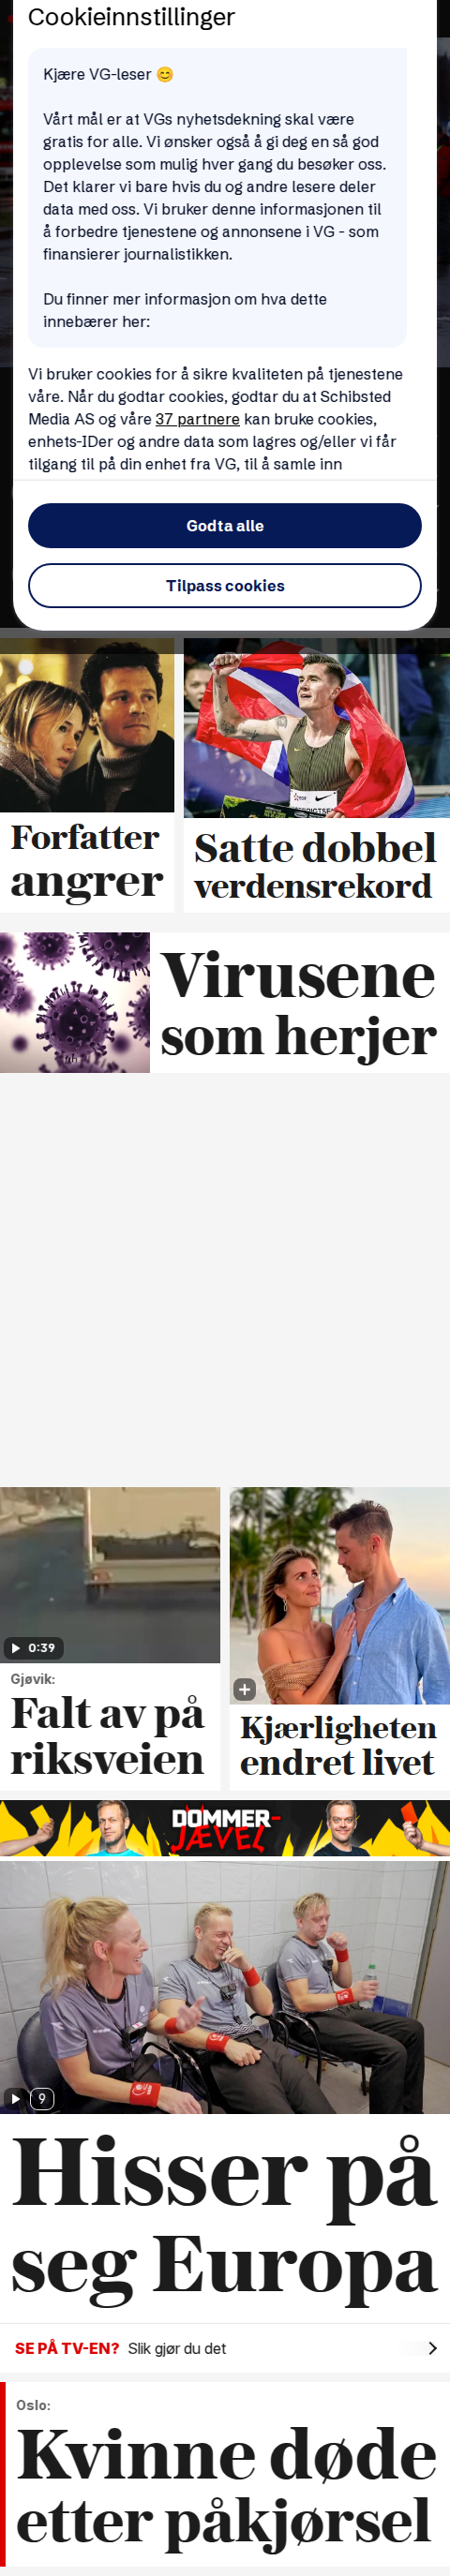 Cookieinnstillinger
Kjære VG-leser 😊
Vårt mål er at VGs nyhetsdekning skal være
gratis for alle. Vi ønsker også å gi deg en så god
opplevelse som mulig hver gang du besøker oss.
Det klarer vi bare hvis du og andre lesere deler
data med oss. Vi bruker denne informasjonen til
å forbedre tjenestene og annonsene i VG - som
finansierer journalistikken.
Du finner mer informasjon om hva dette
innebærer her:
Vi bruker cookies for å sikre kvaliteten på tjenestene
våre. Når du godtar cookies, godtar du at Schibsted
Media AS og våre 37 partnere kan bruke cookies,
enhets-IDer og andre data som lagres og/eller vi får
tilgang til på din enhet fra VG, til å samle inn
Godta alle
Tilpass cookies
Forfatter
angrer
Satte dobbel
verdensrekord
Virusene
som herjer
0:39
Gjøvik:
Falt av på
riksveien
Kjærligheten
endret livet
DOMMER-
JÆVEL
9
Hisser på
seg Europa
SE PÅ TV-EN? Slik gjør du det
Oslo:
Kvinne døde
etter påkjørsel